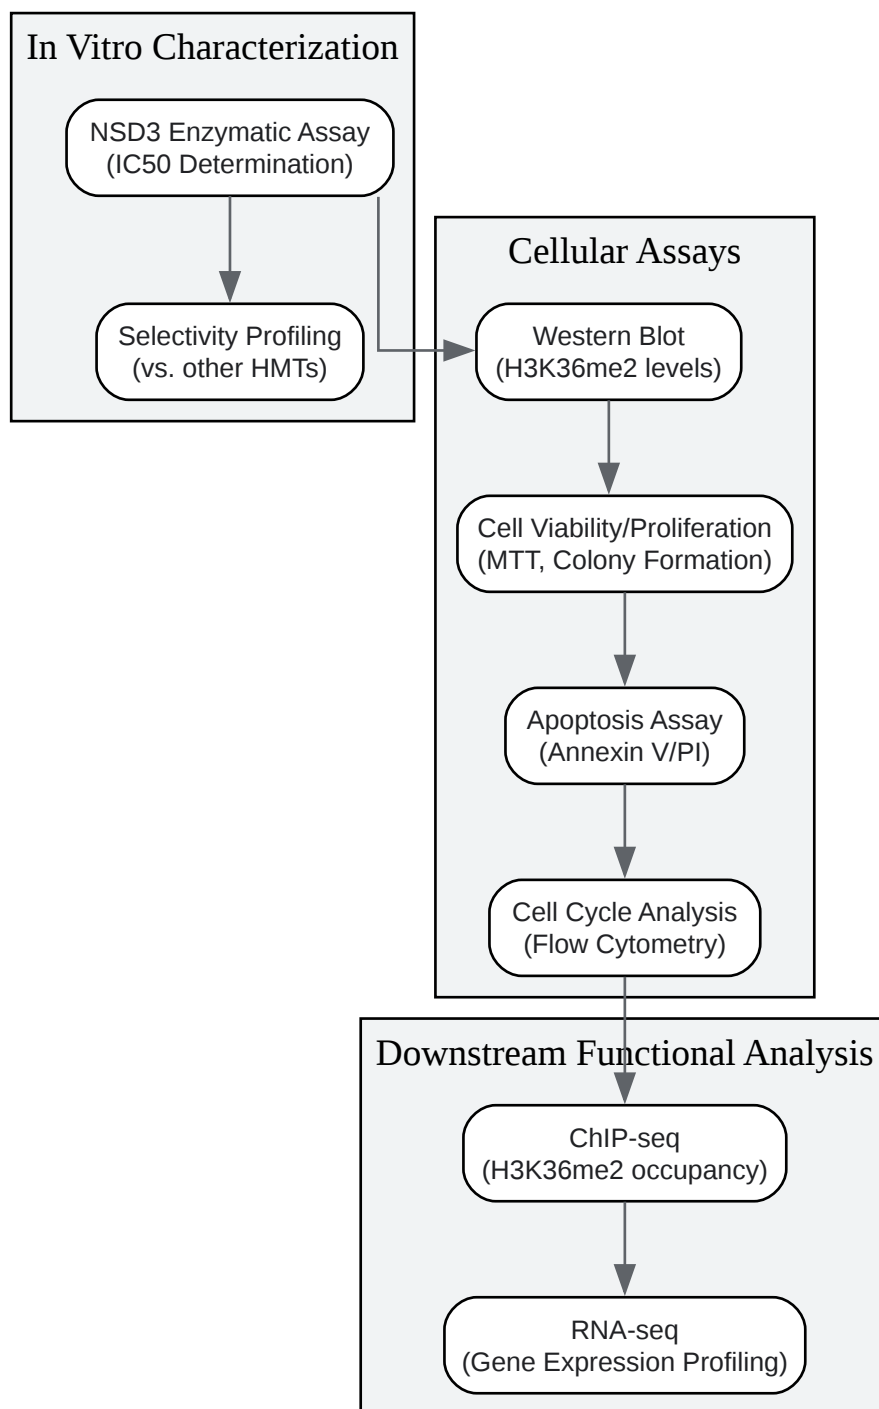 In Vitro Characterization
NSD3 Enzymatic Assay
(IC50 Determination)
Selectivity Profiling
(vs. other HMTs)
Cellular Assays
Western Blot
(H3K36me2 levels)
Cell Viability/Proliferation
(MTT, Colony Formation)
Apoptosis Assay
(Annexin V/PI)
Cell Cycle Analysis
(Flow Cytometry)
Downstream Functional Analysis
ChIP-seq
(H3K36me2 occupancy)
RNA-seq
(Gene Expression Profiling)